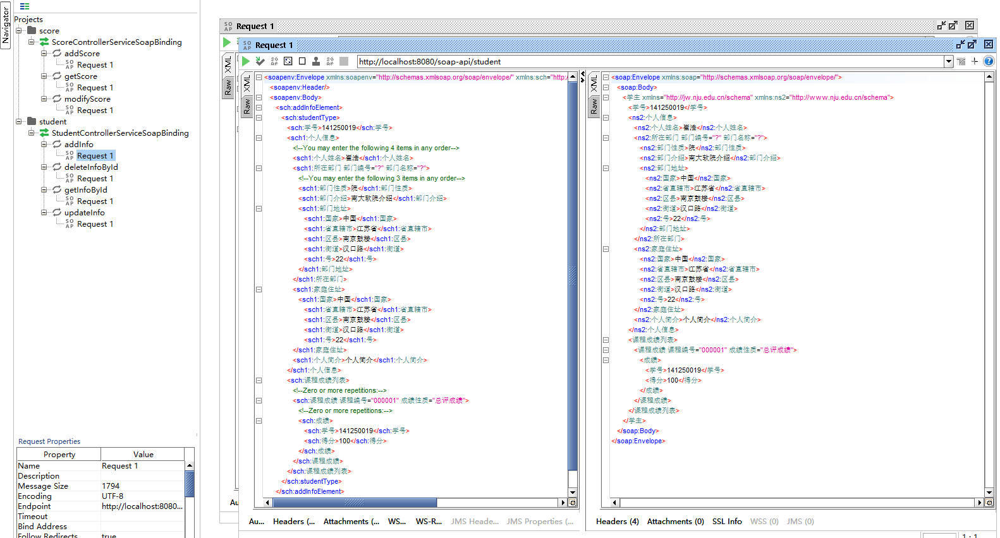 Navigator
Projects
score
ScoreControllerServiceSoapBinding
addScore
Request 1
getScore
Request 1
modifyScore
Request 1
student
StudentControllerServiceSoapBinding
addInfo
Request 1
deleteInfoById
Request 1
getInfoById
Request 1
updateInfo
Request 1
Request Properties
Property Value
Name Request 1
Description
Message Size 1794
Encoding UTF-8
Endpoint http://localhost:8080...
Timeout
Bind Address
Follow Redirects true
SOAP Request 1
XML
Raw
Au
SOAP Request 1
http://localhost:8080/soap-api/student
XML
Raw
<soapenv:Envelope xmlns:soapenv="http://schemas.xmlsoap.org/soap/envelope/" xmlns:sch="http:/
<soapenv:Header/>
<soapenv:Body>
<sch:addInfoElement>
<sch:studentType>
<sch:学号>141250019</sch:学号>
<sch1:个人信息>
<!--You may enter the following 4 items in any order-->
<sch1:个人姓名>崔浩</sch1:个人姓名>
<sch1:所在部门 部门编号="?" 部门名称="?">
<!--You may enter the following 3 items in any order-->
<sch1:部门性质>院</sch1:部门性质>
<sch1:部门介绍>南大软院介绍</sch1:部门介绍>
<sch1:部门地址>
<sch1:国家>中国</sch1:国家>
<sch1:省直辖市>江苏省</sch1:省直辖市>
<sch1:区县>南京鼓楼</sch1:区县>
<sch1:街道>汉口路</sch1:街道>
<sch1:号>22</sch1:号>
</sch1:部门地址>
</sch1:所在部门>
<sch1:家庭住址>
<sch1:国家>中国</sch1:国家>
<sch1:省直辖市>江苏省</sch1:省直辖市>
<sch1:区县>南京鼓楼</sch1:区县>
<sch1:街道>汉口路</sch1:街道>
<sch1:号>22</sch1:号>
</sch1:家庭住址>
<sch1:个人简介>个人简介</sch1:个人简介>
</sch1:个人信息>
<sch:课程成绩列表>
<!--Zero or more repetitions:-->
<sch:课程成绩 课程编号="000001" 成绩性质="总评成绩">
<!--Zero or more repetitions:-->
<sch:成绩>
<sch:学号>141250019</sch:学号>
<sch:得分>100</sch:得分>
</sch:成绩>
</sch:课程成绩>
</sch:课程成绩列表>
</sch:studentType>
</sch:addInfoElement>
Au... Headers (... Attachments (... WS... WS-R... JMS Heade... JMS Properties (...
XML
Raw
<soap:Envelope xmlns:soap="http://schemas.xmlsoap.org/soap/envelope/">
<soap:Body>
<学生 xmlns="http://jw.nju.edu.cn/schema" xmlns:ns2="http://www.nju.edu.cn/schema">
<学号>141250019</学号>
<ns2:个人信息>
<ns2:个人姓名>崔浩</ns2:个人姓名>
<ns2:所在部门 部门编号="?" 部门名称="?">
<ns2:部门性质>院</ns2:部门性质>
<ns2:部门介绍>南大软院介绍</ns2:部门介绍>
<ns2:部门地址>
<ns2:国家>中国</ns2:国家>
<ns2:省直辖市>江苏省</ns2:省直辖市>
<ns2:区县>南京鼓楼</ns2:区县>
<ns2:街道>汉口路</ns2:街道>
<ns2:号>22</ns2:号>
</ns2:部门地址>
</ns2:所在部门>
<ns2:家庭住址>
<ns2:国家>中国</ns2:国家>
<ns2:省直辖市>江苏省</ns2:省直辖市>
<ns2:区县>南京鼓楼</ns2:区县>
<ns2:街道>汉口路</ns2:街道>
<ns2:号>22</ns2:号>
</ns2:家庭住址>
<ns2:个人简介>个人简介</ns2:个人简介>
</ns2:个人信息>
<课程成绩列表>
<课程成绩 课程编号="000001" 成绩性质="总评成绩">
<成绩>
<学号>141250019</学号>
<得分>100</得分>
</成绩>
</课程成绩>
</课程成绩列表>
</学生>
</soap:Body>
</soap:Envelope>
Headers (4) Attachments (0) SSL Info WSS (0) JMS (0)
1 : 1